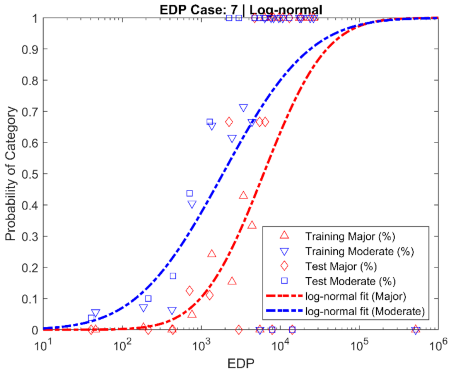 EDP Case: 7 | Log-normal
Probability of Category
1
0.9
0.8
0.7
0.6
0.5
0.4
0.3
0.2
0.1
0
Training Major (%)
Training Moderate (%)
Test Major (%)
Test Moderate (%)
log-normal fit (Major)
log-normal fit (Moderate)
10^1
10^2
10^3
10^4
10^5
10^6
EDP